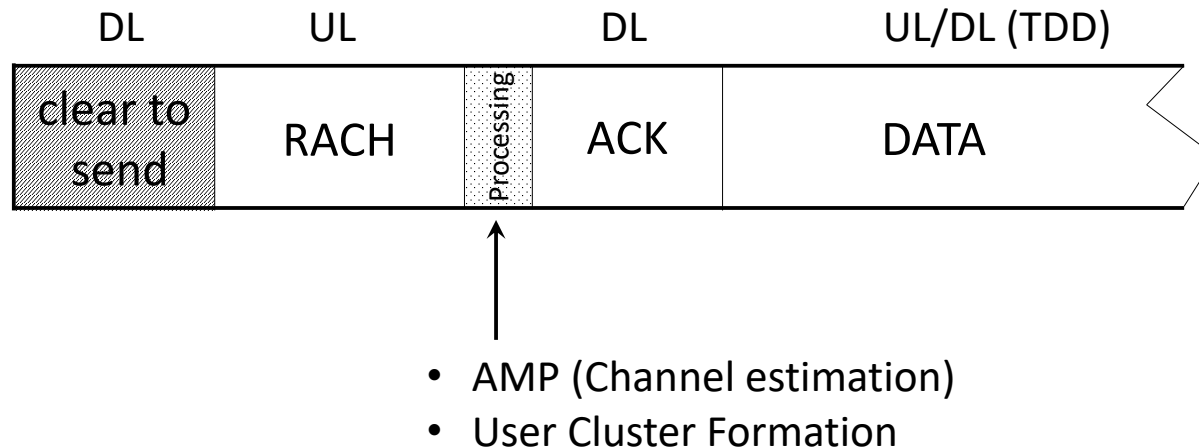 DL UL DL UL/DL (TDD)
clear to
send
RACH
Processing
ACK
DATA
• AMP (Channel estimation)
• User Cluster Formation